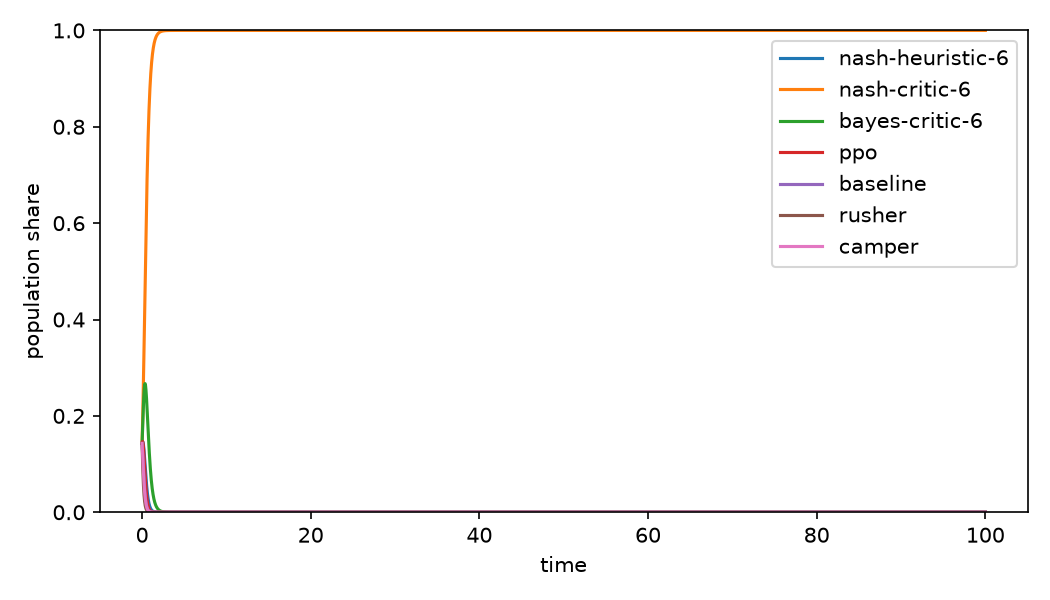 1.0
0.8
0.6
0.4
0.2
0.0
population share
0
20
40
60
80
100
time
nash-heuristic-6
nash-critic-6
bayes-critic-6
ppo
baseline
rusher
camper